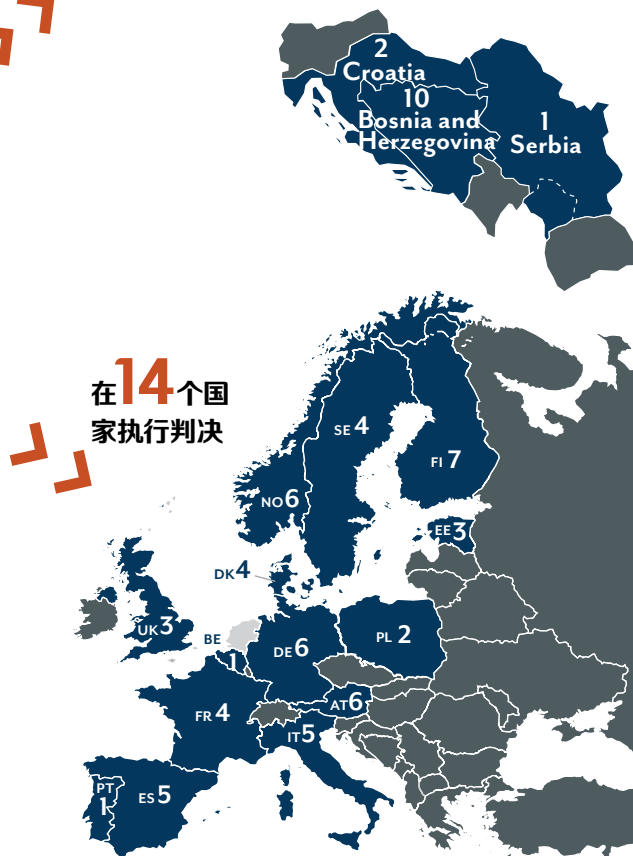 2
Croatia
10
Bosnia and
Herzegovina
1
Serbia
在14个国
家执行判决
SE 4
FI 7
NO 6
EE 3
DK 4
UK 3
BE
1
PL 2
DE 6
AT 6
FR 4
IT 5
PT
1
ES 5